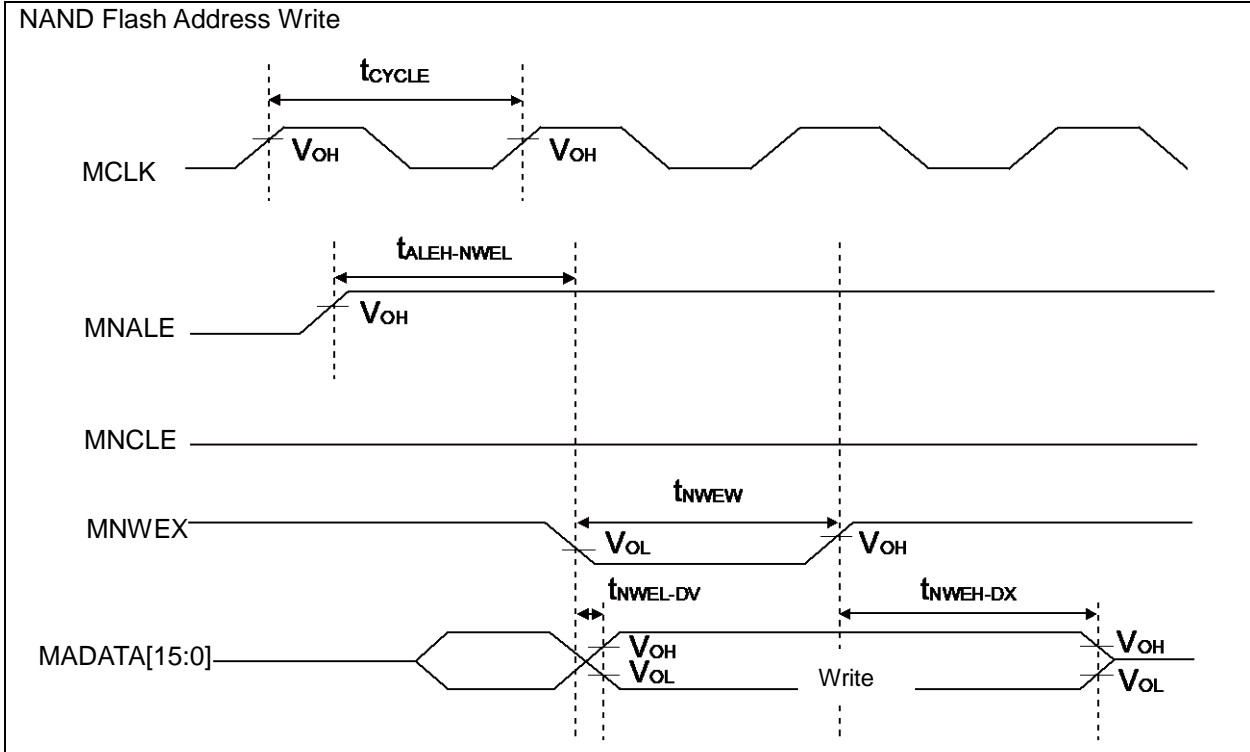 NAND Flash Address Write
tCYCLE
VOH VOH
MCLK
tALEH-NWEL
VOH
MNALE
MNCLE
tNWEW
MNWEX
VOL VOH
tNWEL-DV tNWEH-DX
VOH VOH
MADATA[15:0]
VOL Write VOL